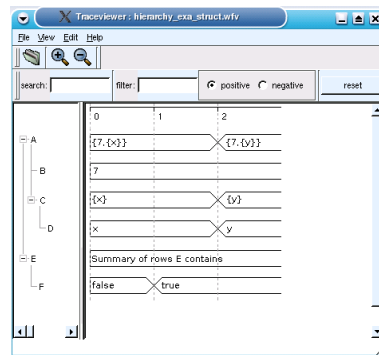 Traceviewer : hierarchy_exa_struct.wfv
File View Edit Help
search: filter: positive negative reset
0 1 2
A {7,{x}} {7,{y}}
B 7
C {x} {y}
D x y
E Summary of rows E contains
F false true